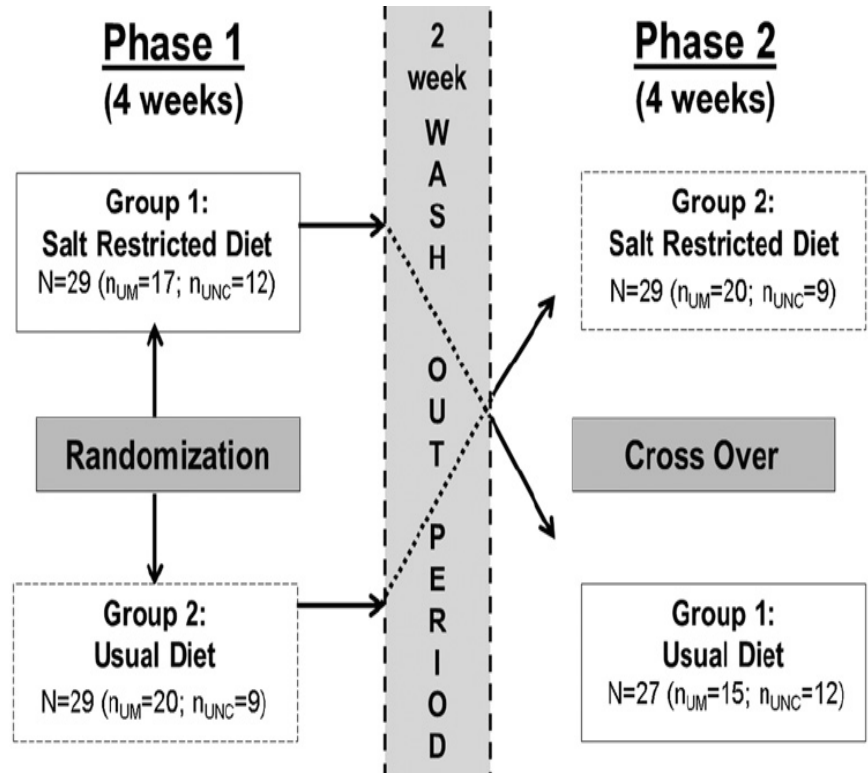 Phase 1
(4 weeks)
Group 1:
Salt Restricted Diet
N=29 (nUM=17; nUNC=12)
Randomization
Group 2:
Usual Diet
N=29 (nUM=20; nUNC=9)
2
week
W
A
S
H
O
U
T
P
E
R
I
O
D
Phase 2
(4 weeks)
Group 2:
Salt Restricted Diet
N=29 (nUM=20; nUNC=9)
Cross Over
Group 1:
Usual Diet
N=27 (nUM=15; nUNC=12)